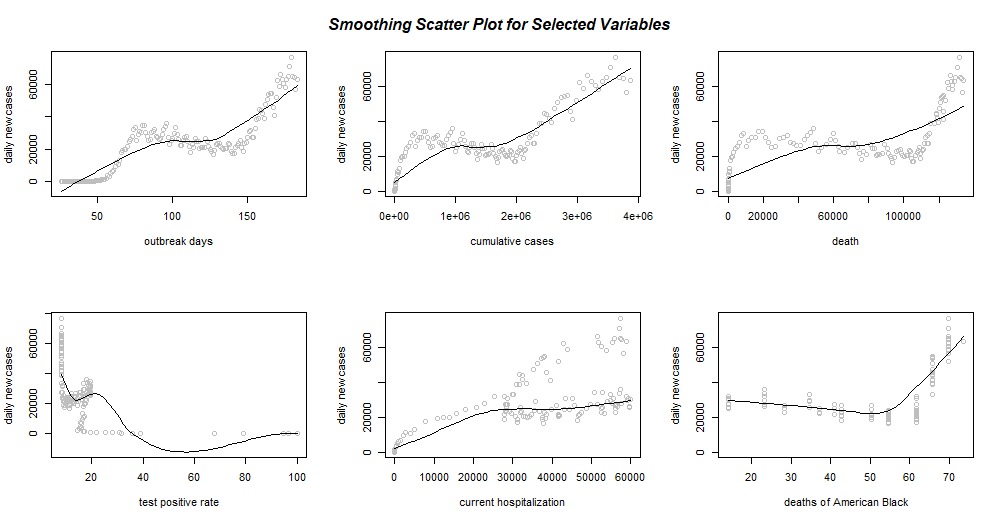 Smoothing Scatter Plot for Selected Variables
daily new cases
60000
20000
0
50
100
150
outbreak days
daily new cases
60000
20000
0
0e+00
1e+06
2e+06
3e+06
4e+06
cumulative cases
daily new cases
60000
20000
0
0
20000
60000
100000
death
daily new cases
60000
20000
0
20
40
60
80
100
test positive rate
daily new cases
60000
20000
0
0
10000
20000
30000
40000
50000
60000
current hospitalization
daily new cases
60000
20000
0
20
30
40
50
60
70
deaths of American Black